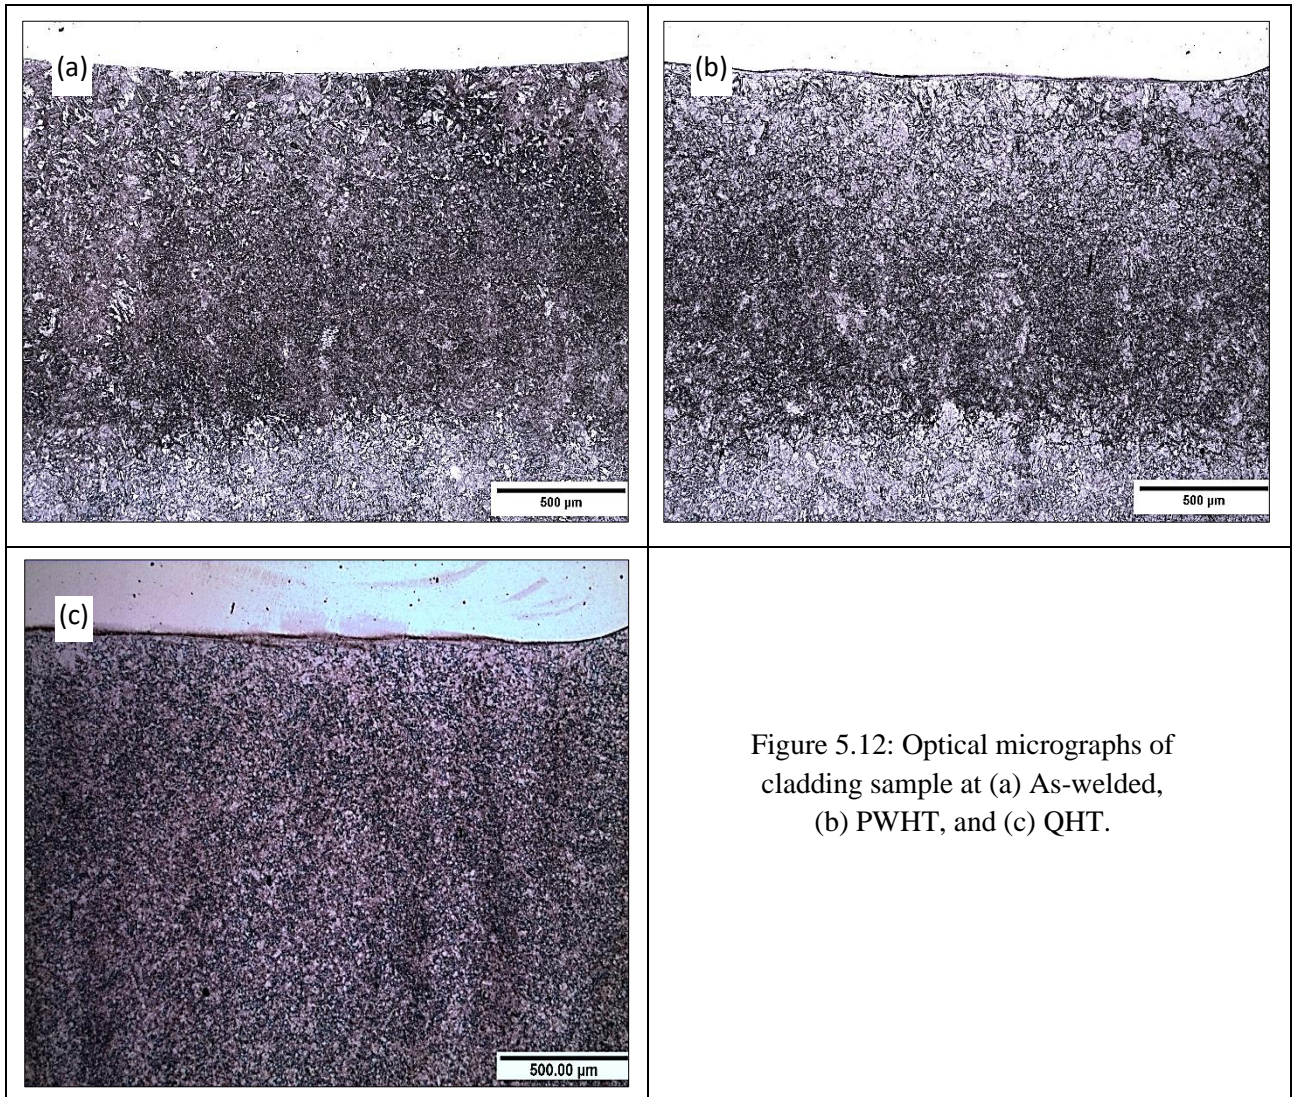 (a)
500 µm
(b)
500 µm
(c)
500.00 µm
Figure 5.12: Optical micrographs of
cladding sample at (a) As-welded,
(b) PWHT, and (c) QHT.